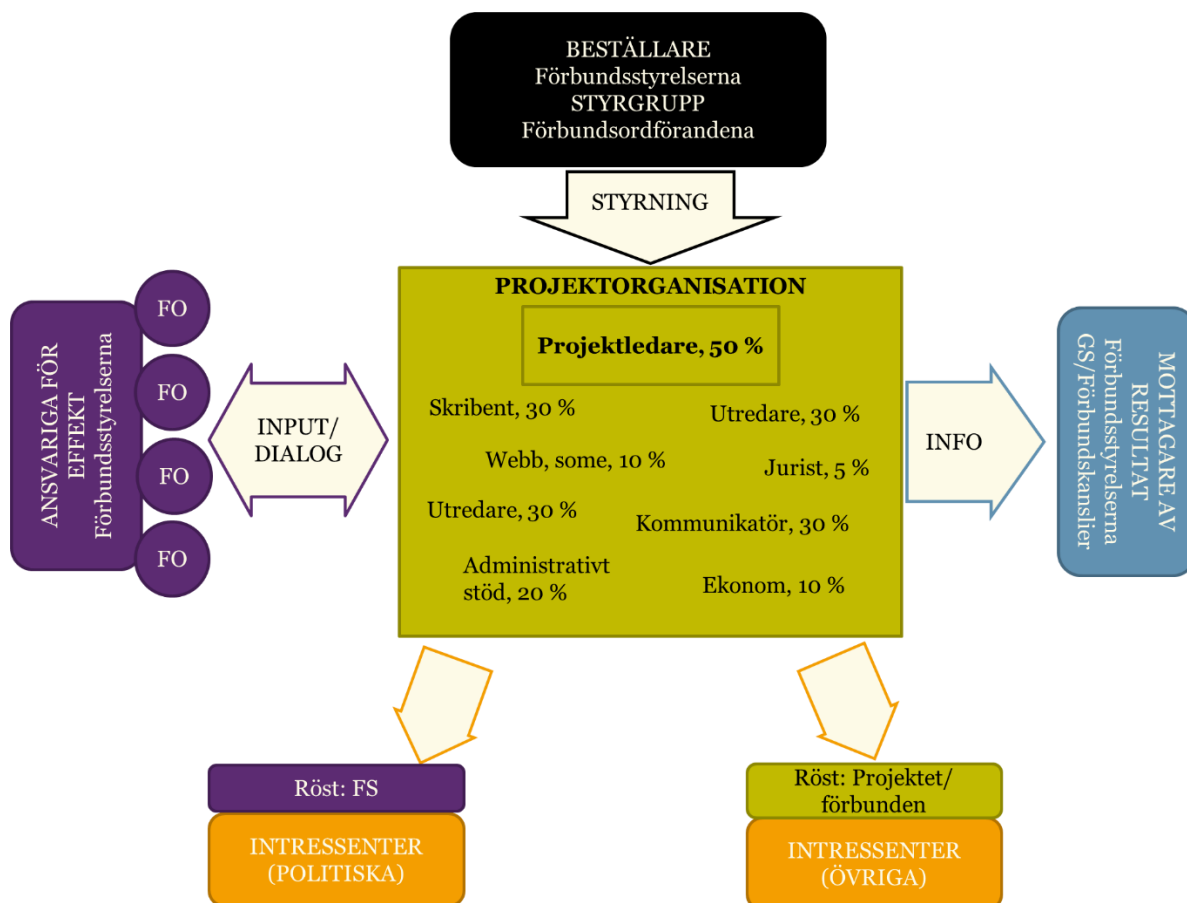 BESTÄLLARE
Förbundsstyrelserna
STYRGRUPP
Förbundsordförandena
STYRNING
ANSVARIGA FÖR
EFFEKT
Förbundsstyrelserna
FO
FO
FO
FO
INPUT/
DIALOG
PROJEKTORGANISATION
Projektledare, 50 %
Skribent, 30 %
Utredare, 30 %
Webb, some, 10 %
Jurist, 5 %
Utredare, 30 %
Kommunikatör, 30 %
Administrativt
stöd, 20 %
Ekonom, 10 %
INFO
MOTTAGARE AV
RESULTAT
Förbundsstyrelserna
GS/Förbundskanslier
Röst: FS
INTRESSENTER
(POLITISKA)
Röst: Projektet/
förbunden
INTRESSENTER
(ÖVRIGA)